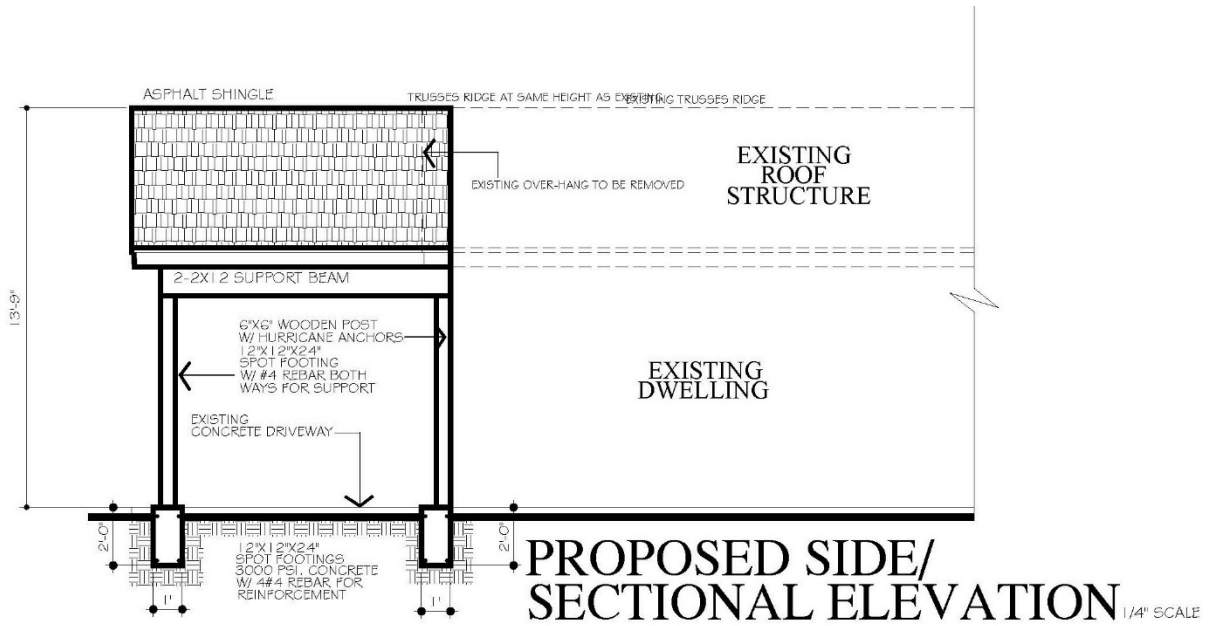 ASPHALT SHINGLE
TRUSSES RIDGE AT SAME HEIGHT AS EXISTING
EXISTING TRUSSES RIDGE
EXISTING
ROOF
STRUCTURE
EXISTING OVER-HANG TO BE REMOVED
2-2X12 SUPPORT BEAM
13'-9"
6"X6" WOODEN POST
W/ HURRICANE ANCHORS
12"X12"X24"
SPOT FOOTING
W/ #4 REBAR BOTH
WAYS FOR SUPPORT
EXISTING
DWELLING
EXISTING
CONCRETE DRIVEWAY
2'-0"
2'-0"
12"X12"X24"
SPOT FOOTINGS
3000 PSI. CONCRETE
W/ 4#4 REBAR FOR
REINFORCEMENT
1'
1'
PROPOSED SIDE/
SECTIONAL ELEVATION 1/4" SCALE